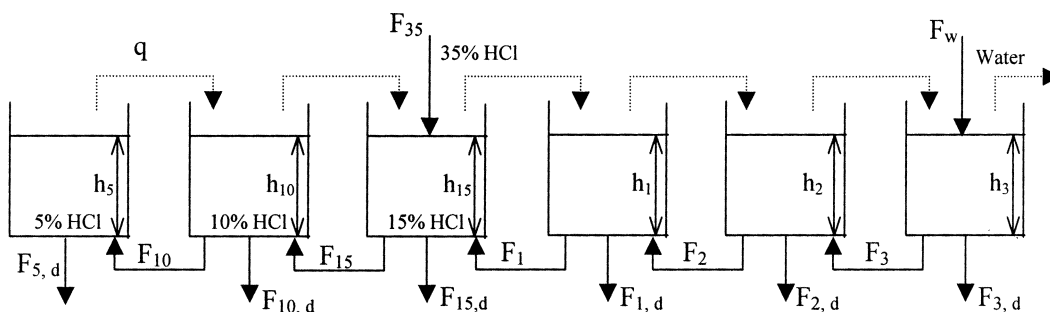 F35
35% HCl
Fw
Water
q
h5
h10
h15
h1
h2
h3
5% HCl
10% HCl
15% HCl
F10
F15
F1
F2
F3
F5, d
F10, d
F15,d
F1, d
F2, d
F3, d